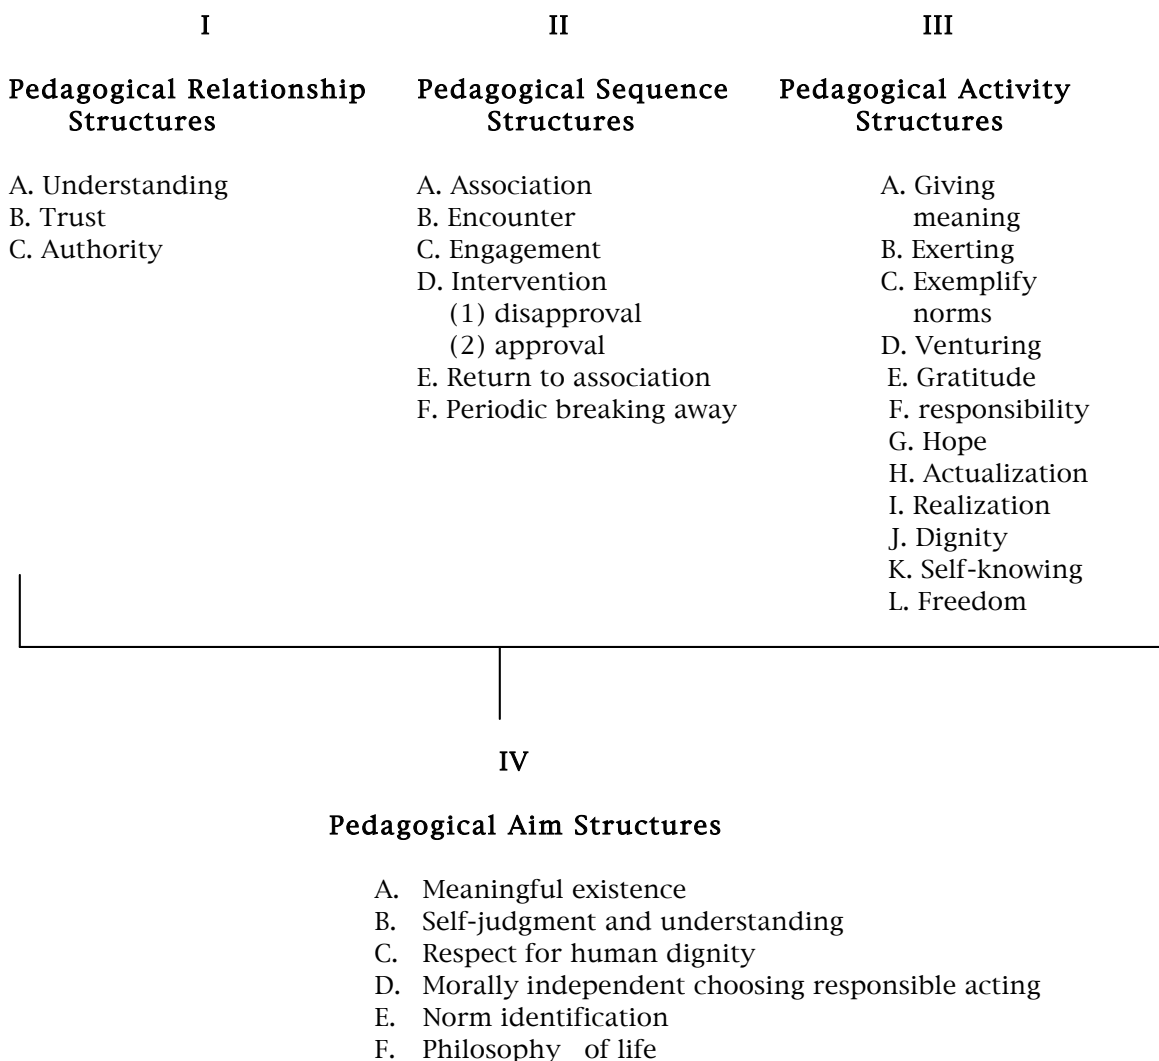 I
Pedagogical Relationship
Structures
A. Understanding
B. Trust
C. Authority
II
Pedagogical Sequence
Structures
A. Association
B. Encounter
C. Engagement
D. Intervention
(1) disapproval
(2) approval
E. Return to association
F. Periodic breaking away
III
Pedagogical Activity
Structures
A. Giving
meaning
B. Exerting
C. Exemplify
norms
D. Venturing
E. Gratitude
F. responsibility
G. Hope
H. Actualization
I. Realization
J. Dignity
K. Self-knowing
L. Freedom
IV
Pedagogical Aim Structures
A. Meaningful existence
B. Self-judgment and understanding
C. Respect for human dignity
D. Morally independent choosing responsible acting
E. Norm identification
F. Philosophy of life